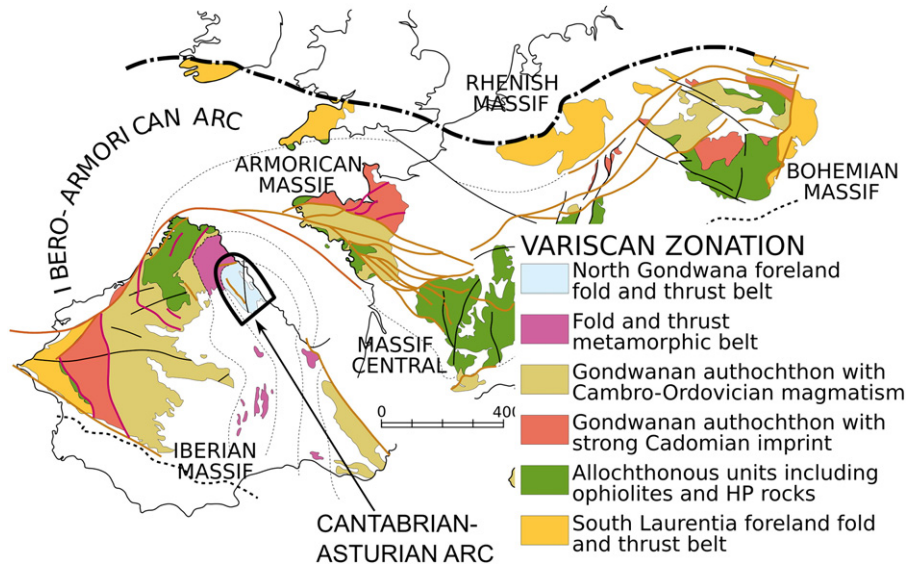 IBERO-ARMORICAN ARC
RHENISH
MASSIF
ARMORICAN
MASSIF
BOHEMIAN
MASSIF
VARISCAN ZONATION
North Gondwana foreland
fold and thrust belt
Fold and thrust
metamorphic belt
MASSIF
CENTRAL
Gondwanan authochthon with
Cambro-Ordovician magmatism
0 400
Gondwanan authochthon with
strong Cadomian imprint
IBERIAN
MASSIF
Allochthonous units including
ophiolites and HP rocks
CANTABRIAN-
ASTURIAN ARC
South Laurentia foreland fold
and thrust belt